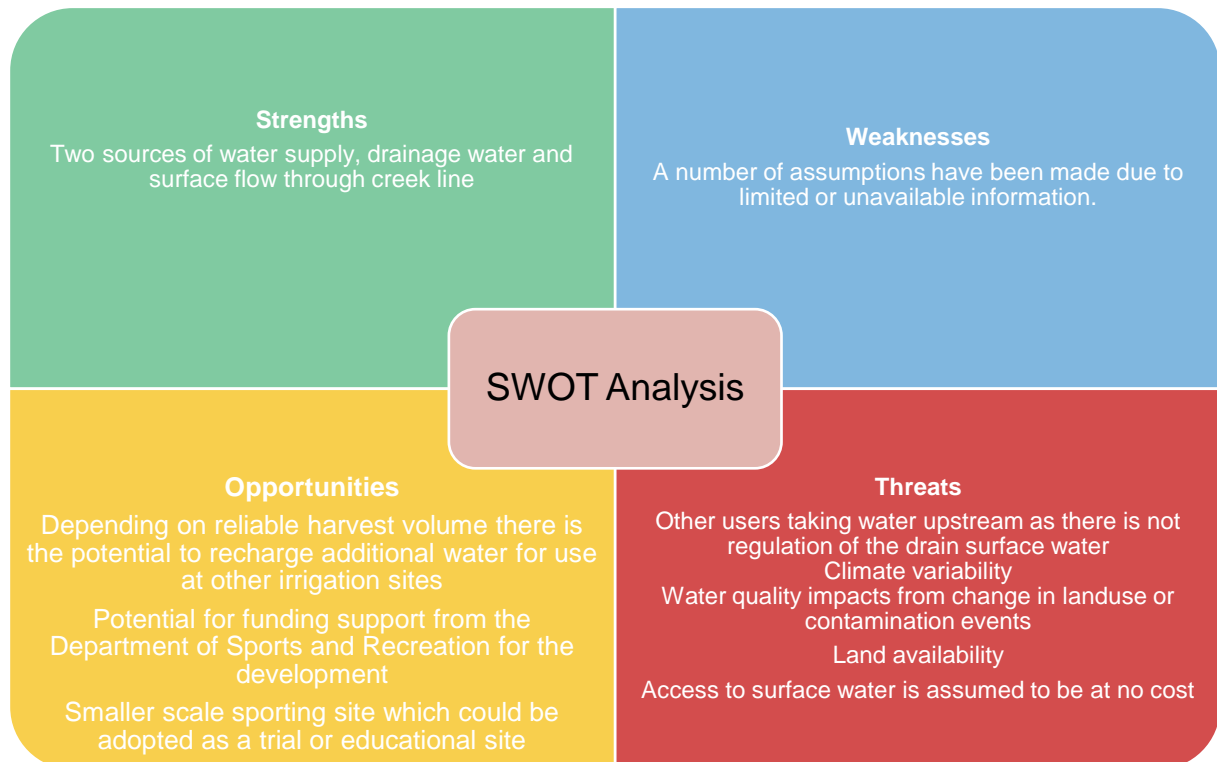 Strengths
Two sources of water supply, drainage water and
surface flow through creek line
Weaknesses
A number of assumptions have been made due to
limited or unavailable information.
SWOT Analysis
Opportunities
Depending on reliable harvest volume there is
the potential to recharge additional water for use
at other irrigation sites
Potential for funding support from the
Department of Sports and Recreation for the
development
Smaller scale sporting site which could be
adopted as a trial or educational site
Threats
Other users taking water upstream as there is not
regulation of the drain surface water
Climate variability
Water quality impacts from change in landuse or
contamination events
Land availability
Access to surface water is assumed to be at no cost